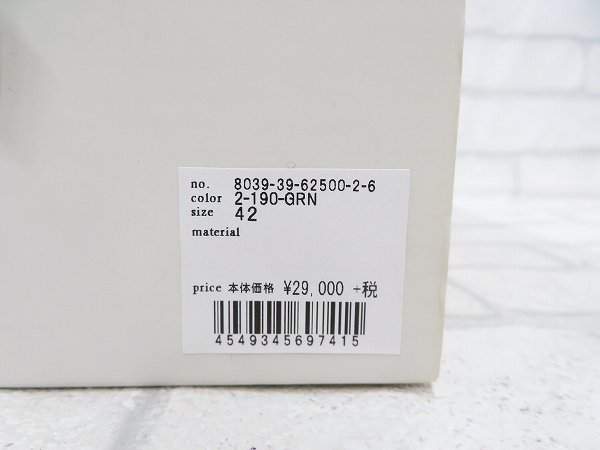 no. 8039-39-62500-2-6
color 2-190-GRN
size 42
material
price 本体価格 ¥29,000 +税
4549345697415